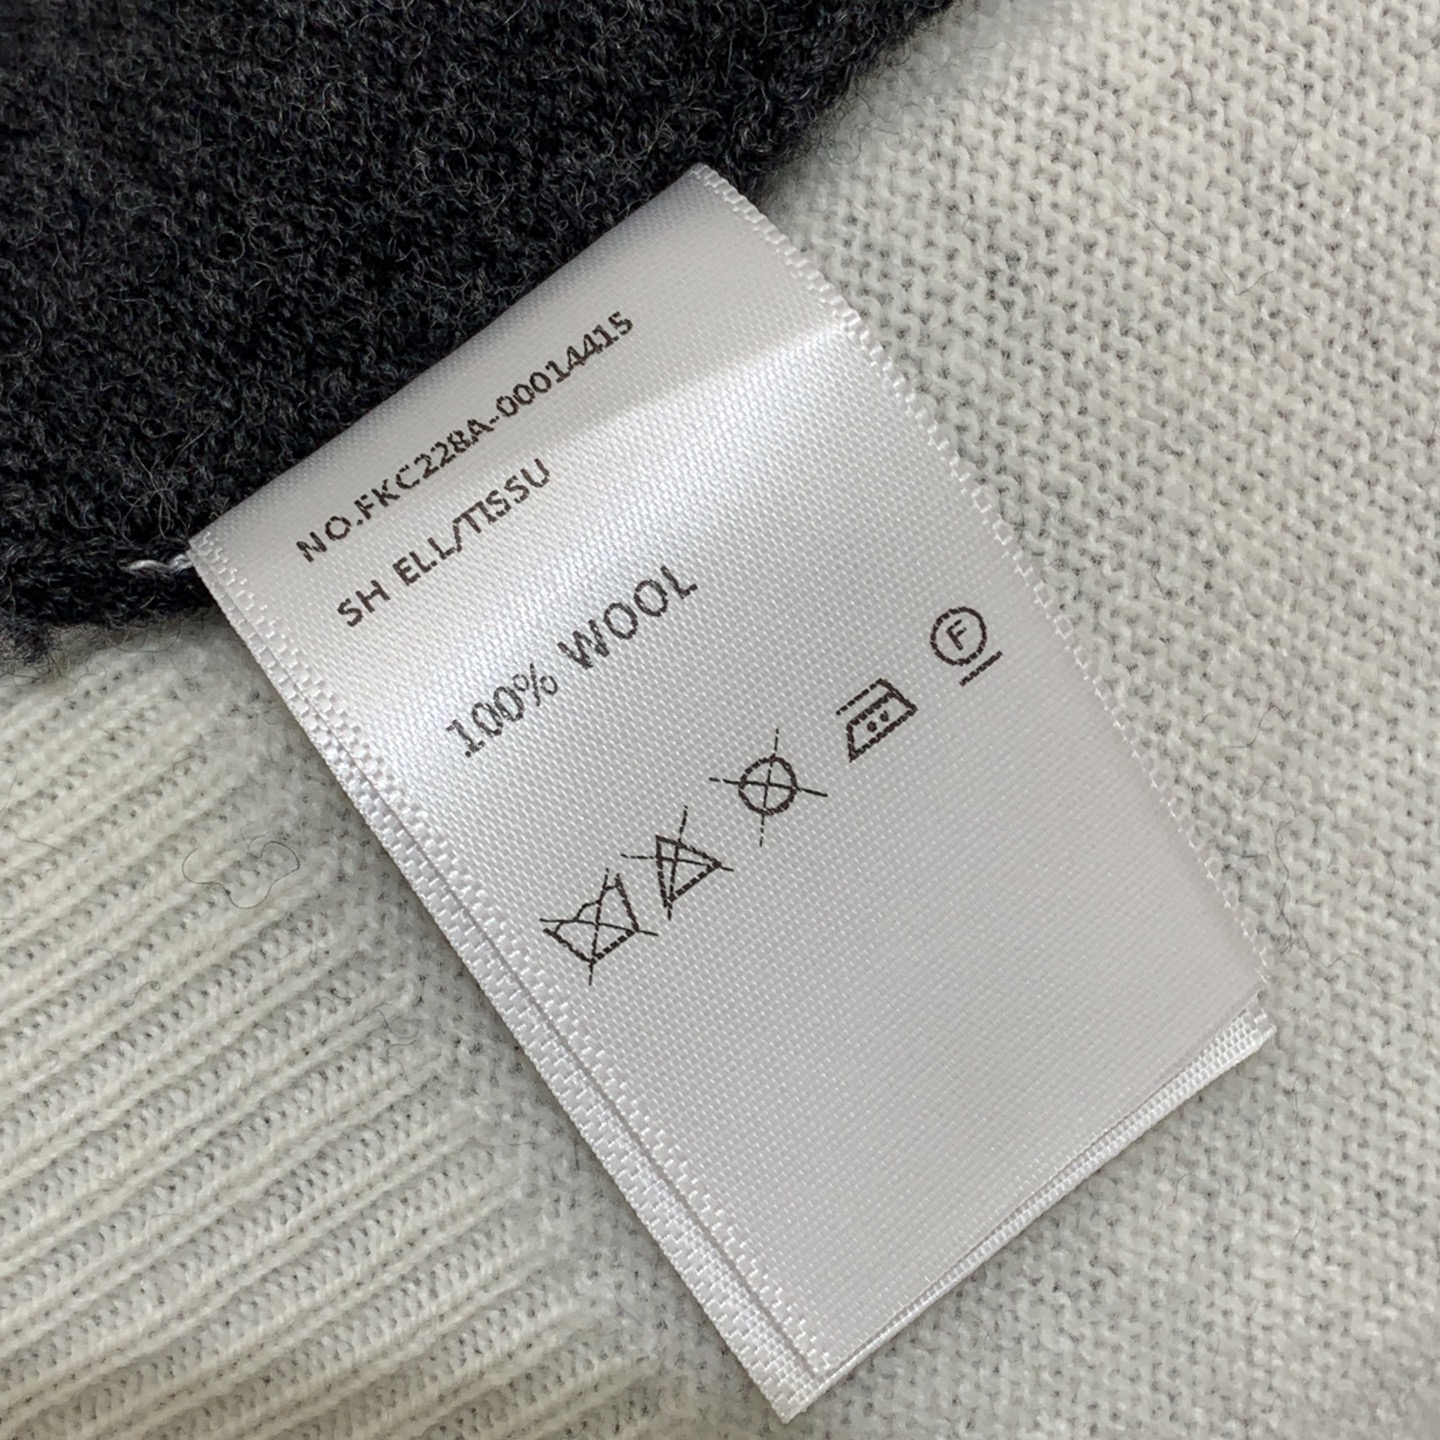 NO.FKC228A-00014415
SH ELL/TISSU
100% WOOL
F